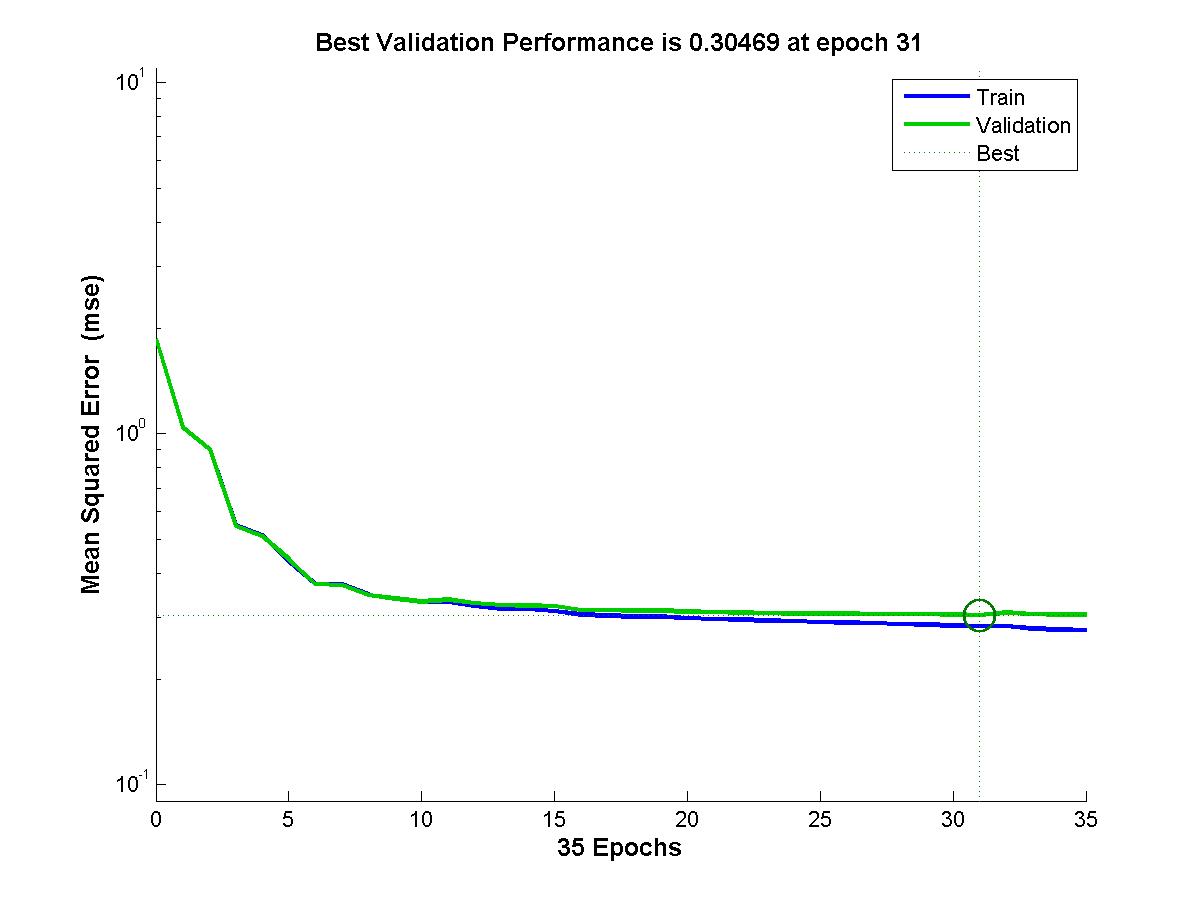 Best Validation Performance is 0.30469 at epoch 31
10^1
10^0
10^-1
Mean Squared Error (mse)
Train
Validation
Best
0 5 10 15 20 25 30 35
35 Epochs